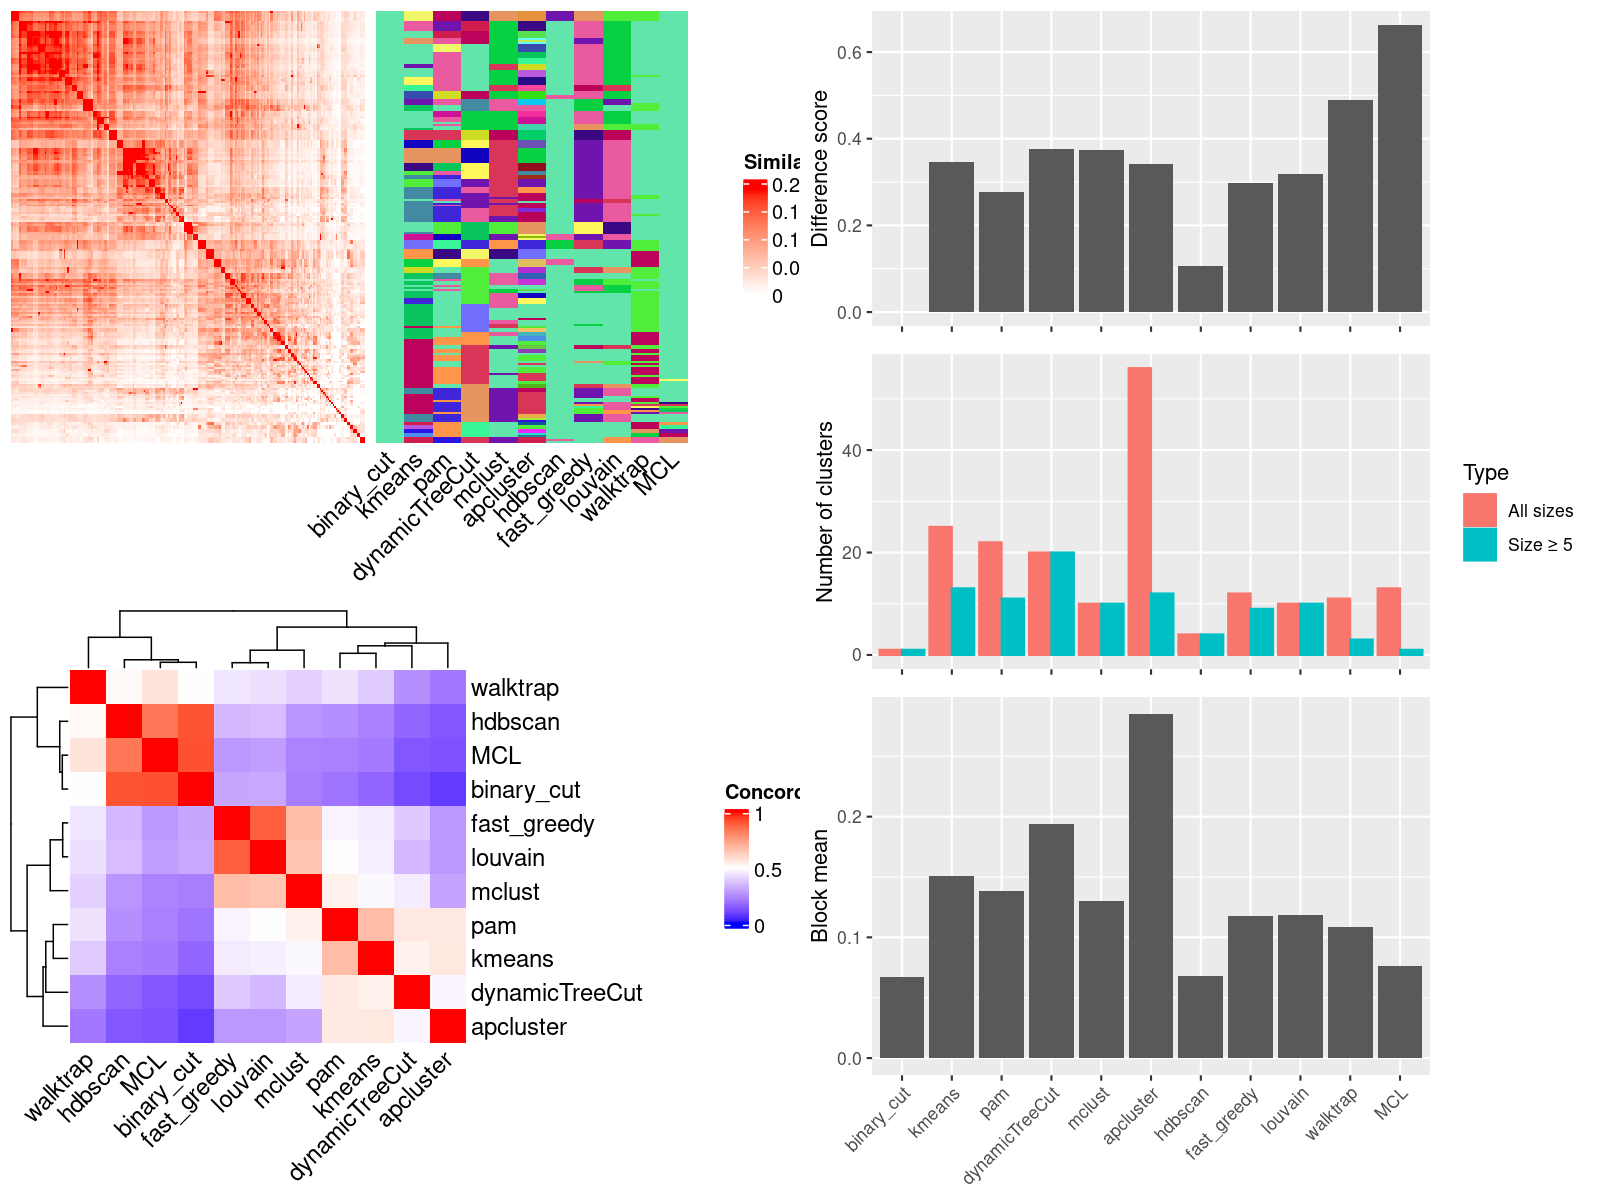 Simila
0.2
0.1
0.1
0.0
0
binary_cut
kmeans
pam
dynamicTreeCut
mclust
apcluster
hdbscan
fast_greedy
louvain
walktrap
MCL
walktrap
hdbscan
MCL
binary_cut
fast_greedy
louvain
mclust
pam
kmeans
dynamicTreeCut
apcluster
walktrap
hdbscan
MCL
binary_cut
fast_greedy
louvain
mclust
pam
kmeans
dynamicTreeCut
apcluster
Concord
1
0.5
0
Difference score
0.6
0.4
0.2
0.0
Number of clusters
40
20
0
Type
All sizes
Size ≥ 5
Block mean
0.2
0.1
0.0
binary_cut
kmeans
pam
dynamicTreeCut
mclust
apcluster
hdbscan
fast_greedy
louvain
walktrap
MCL